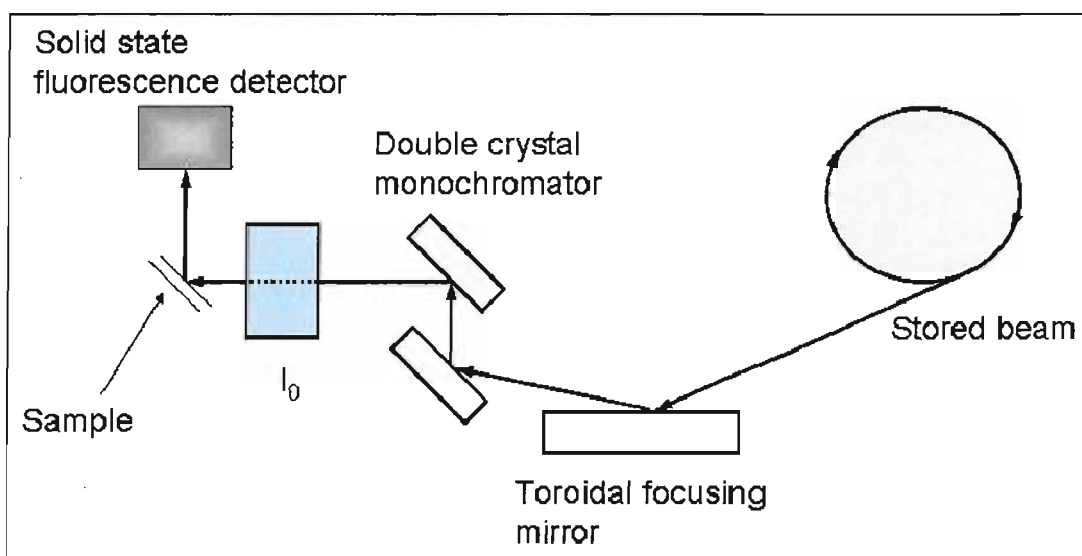 Solid state
fluorescence detector
Double crystal
monochromator
Stored beam
I₀
Sample
Toroidal focusing
mirror